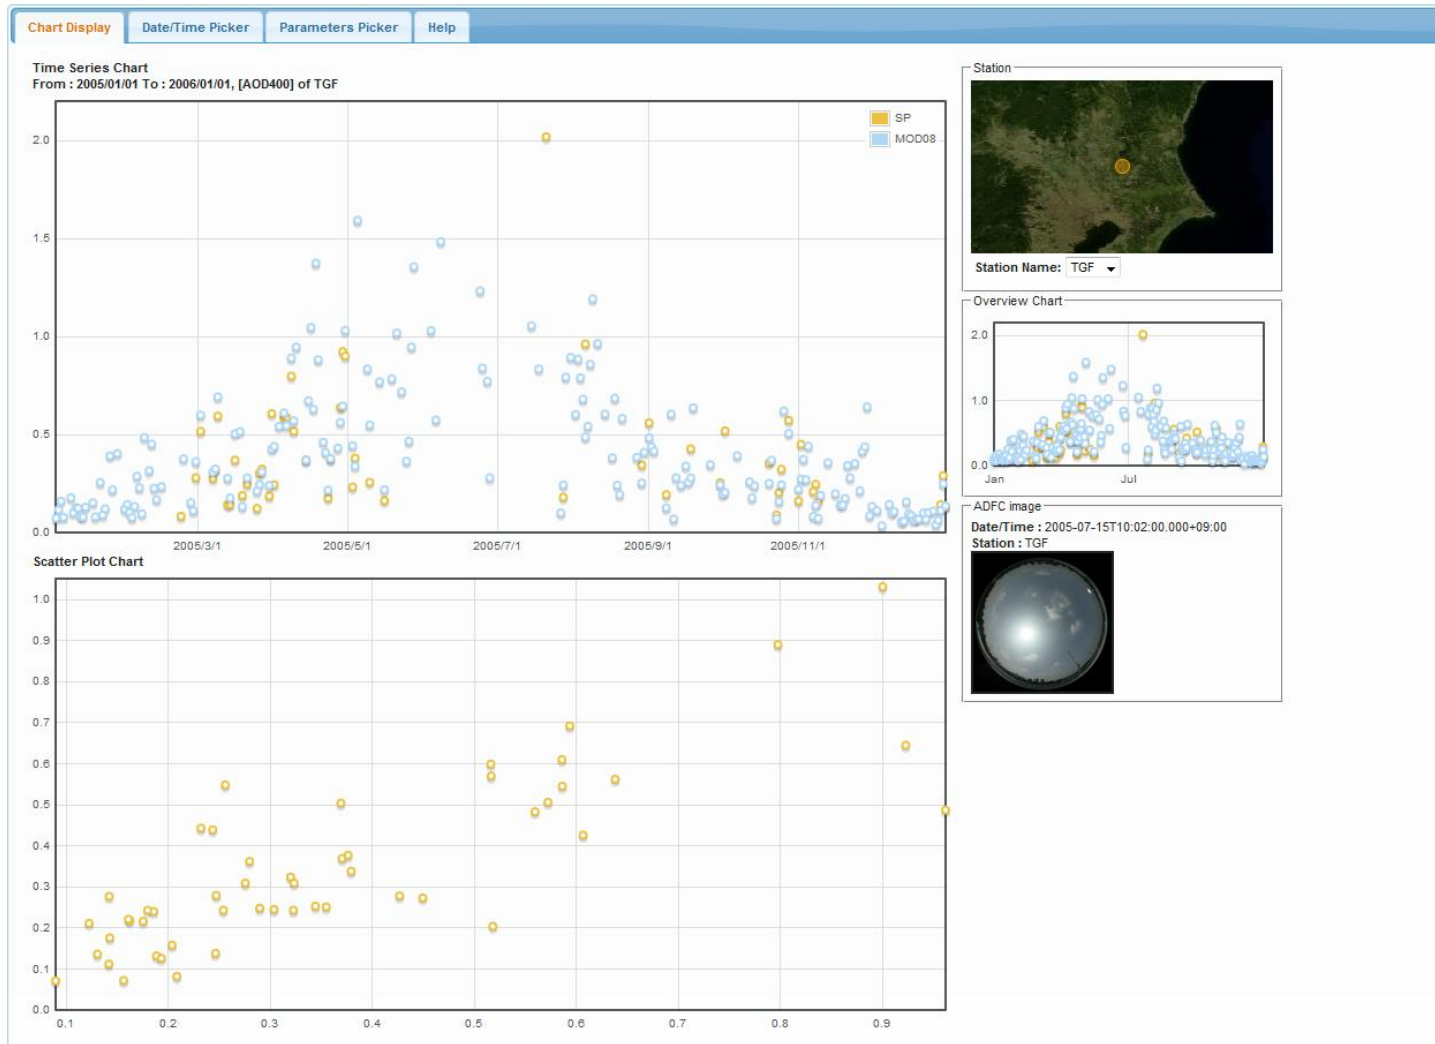 Chart Display
Date/Time Picker
Parameters Picker
Help
Time Series Chart
From : 2005/01/01 To : 2006/01/01, [AOD400] of TGF
SP
MOD08
2.0
1.5
1.0
0.5
0.0
2005/3/1
2005/5/1
2005/7/1
2005/9/1
2005/11/1
Scatter Plot Chart
1.0
0.9
0.8
0.7
0.6
0.5
0.4
0.3
0.2
0.1
0.0
0.1
0.2
0.3
0.4
0.5
0.6
0.7
0.8
0.9
Station
Station Name: TGF
Overview Chart
2.0
1.0
0.0
Jan
Jul
ADFC image
Date/Time : 2005-07-15T10:02:00.000+09:00
Station : TGF